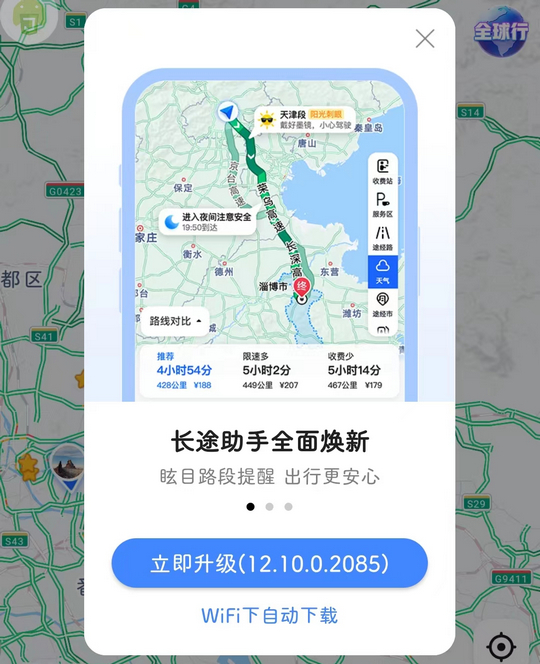 S1
全球行
S14
G0423
都区
S41
S43
S29
G9411
天津段 阳光刺眼
戴好墨镜，小心驾驶
秦皇岛
唐山
保定
进入夜间注意安全
19:50到达
荣乌高速
长深高
家庄
衡水
德州
东营
淄博市
终
潍坊
邢台
收费站
服务区
途经路
天气
途经市
路线对比
推荐
4小时54分
428公里 ¥188
限速多
5小时2分
449公里 ¥207
收费少
5小时14分
467公里 ¥179
长途助手全面焕新
眩目路段提醒 出行更安心
立即升级(12.10.0.2085)
WiFi下自动下载